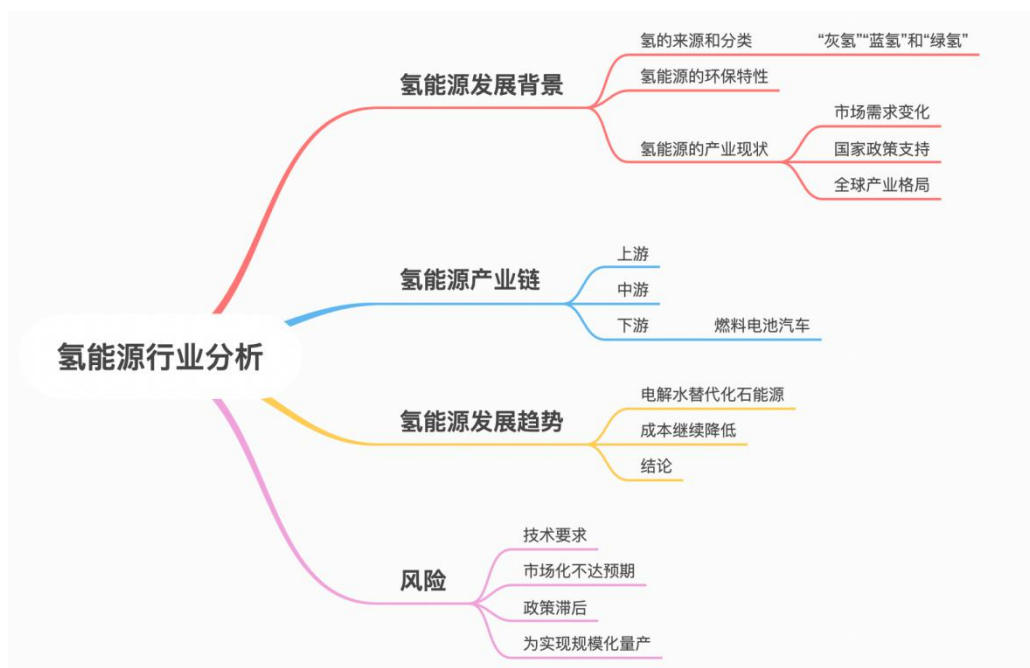 氢能源行业分析
氢能源发展背景
氢的来源和分类
“灰氢”“蓝氢”和“绿氢”
氢能源的环保特性
氢能源的产业现状
市场需求变化
国家政策支持
全球产业格局
氢能源产业链
上游
中游
下游
燃料电池汽车
氢能源发展趋势
电解水替代化石能源
成本继续降低
结论
风险
技术要求
市场化不达预期
政策滞后
为实现规模化量产